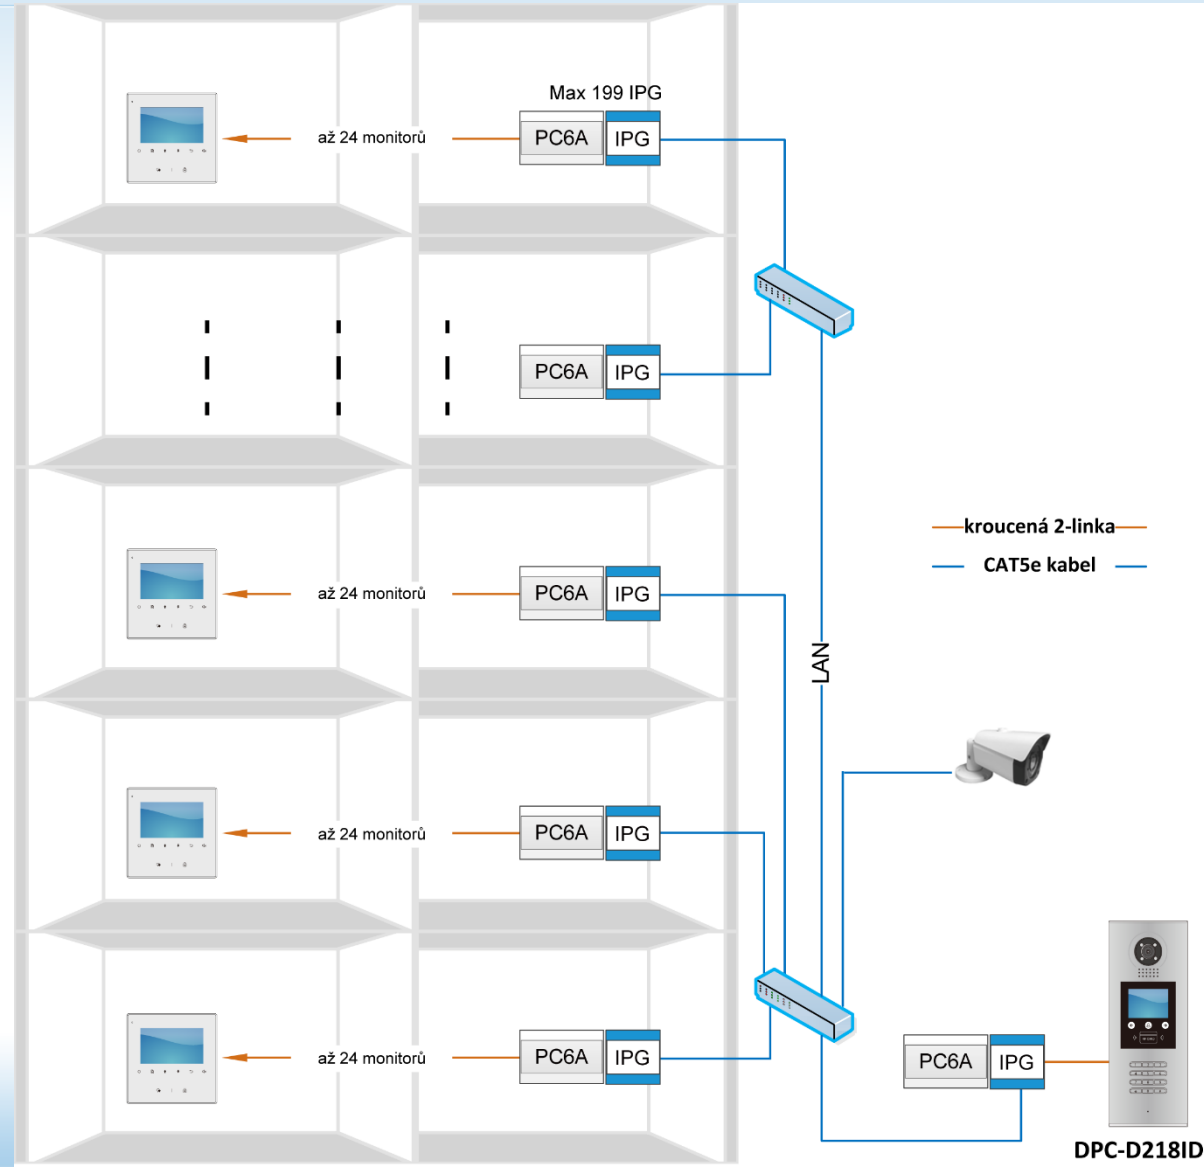 Max 199 IPG
až 24 monitorů
PC6A
IPG
PC6A
IPG
kroucená 2-linka
CAT5e kabel
až 24 monitorů
PC6A
IPG
LAN
až 24 monitorů
PC6A
IPG
až 24 monitorů
PC6A
IPG
PC6A
IPG
DPC-D218ID